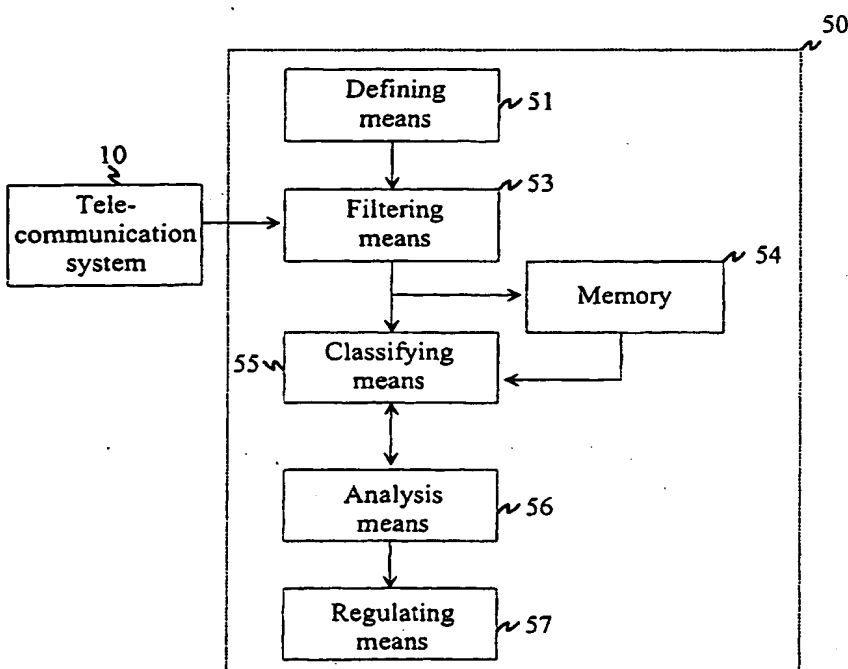 50
Defining
means
51
10
Tele-
communication
system
53
Filtering
means
54
Memory
55
Classifying
means
Analysis
means
56
Regulating
means
57